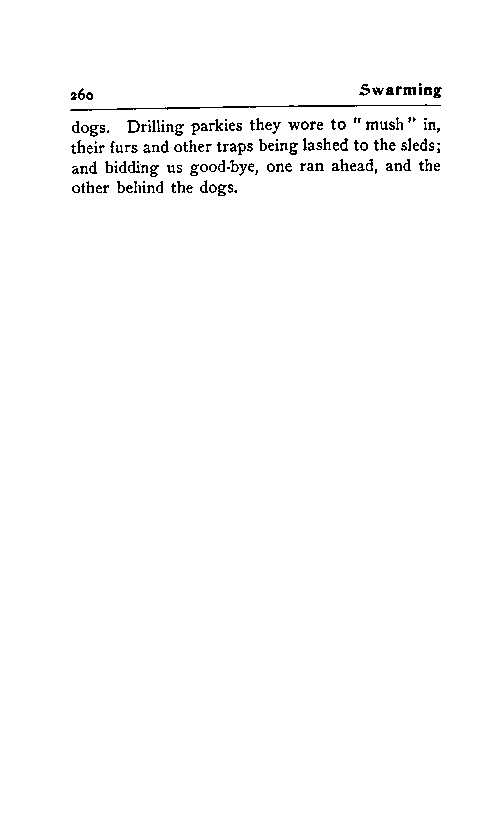 260 Swarming
dogs. Drilling parkies they wore to "mush" in,
their furs and other traps being lashed to the sleds;
and bidding us good-bye, one ran ahead, and the
other behind the dogs.